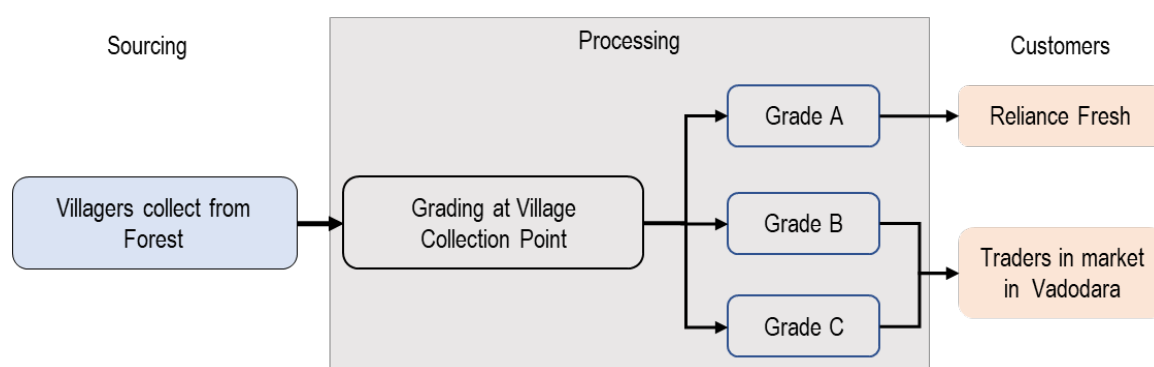 Sourcing
Processing
Customers
Villagers collect from
Forest
Grading at Village
Collection Point
Grade A
Grade B
Grade C
Reliance Fresh
Traders in market
in Vadodara